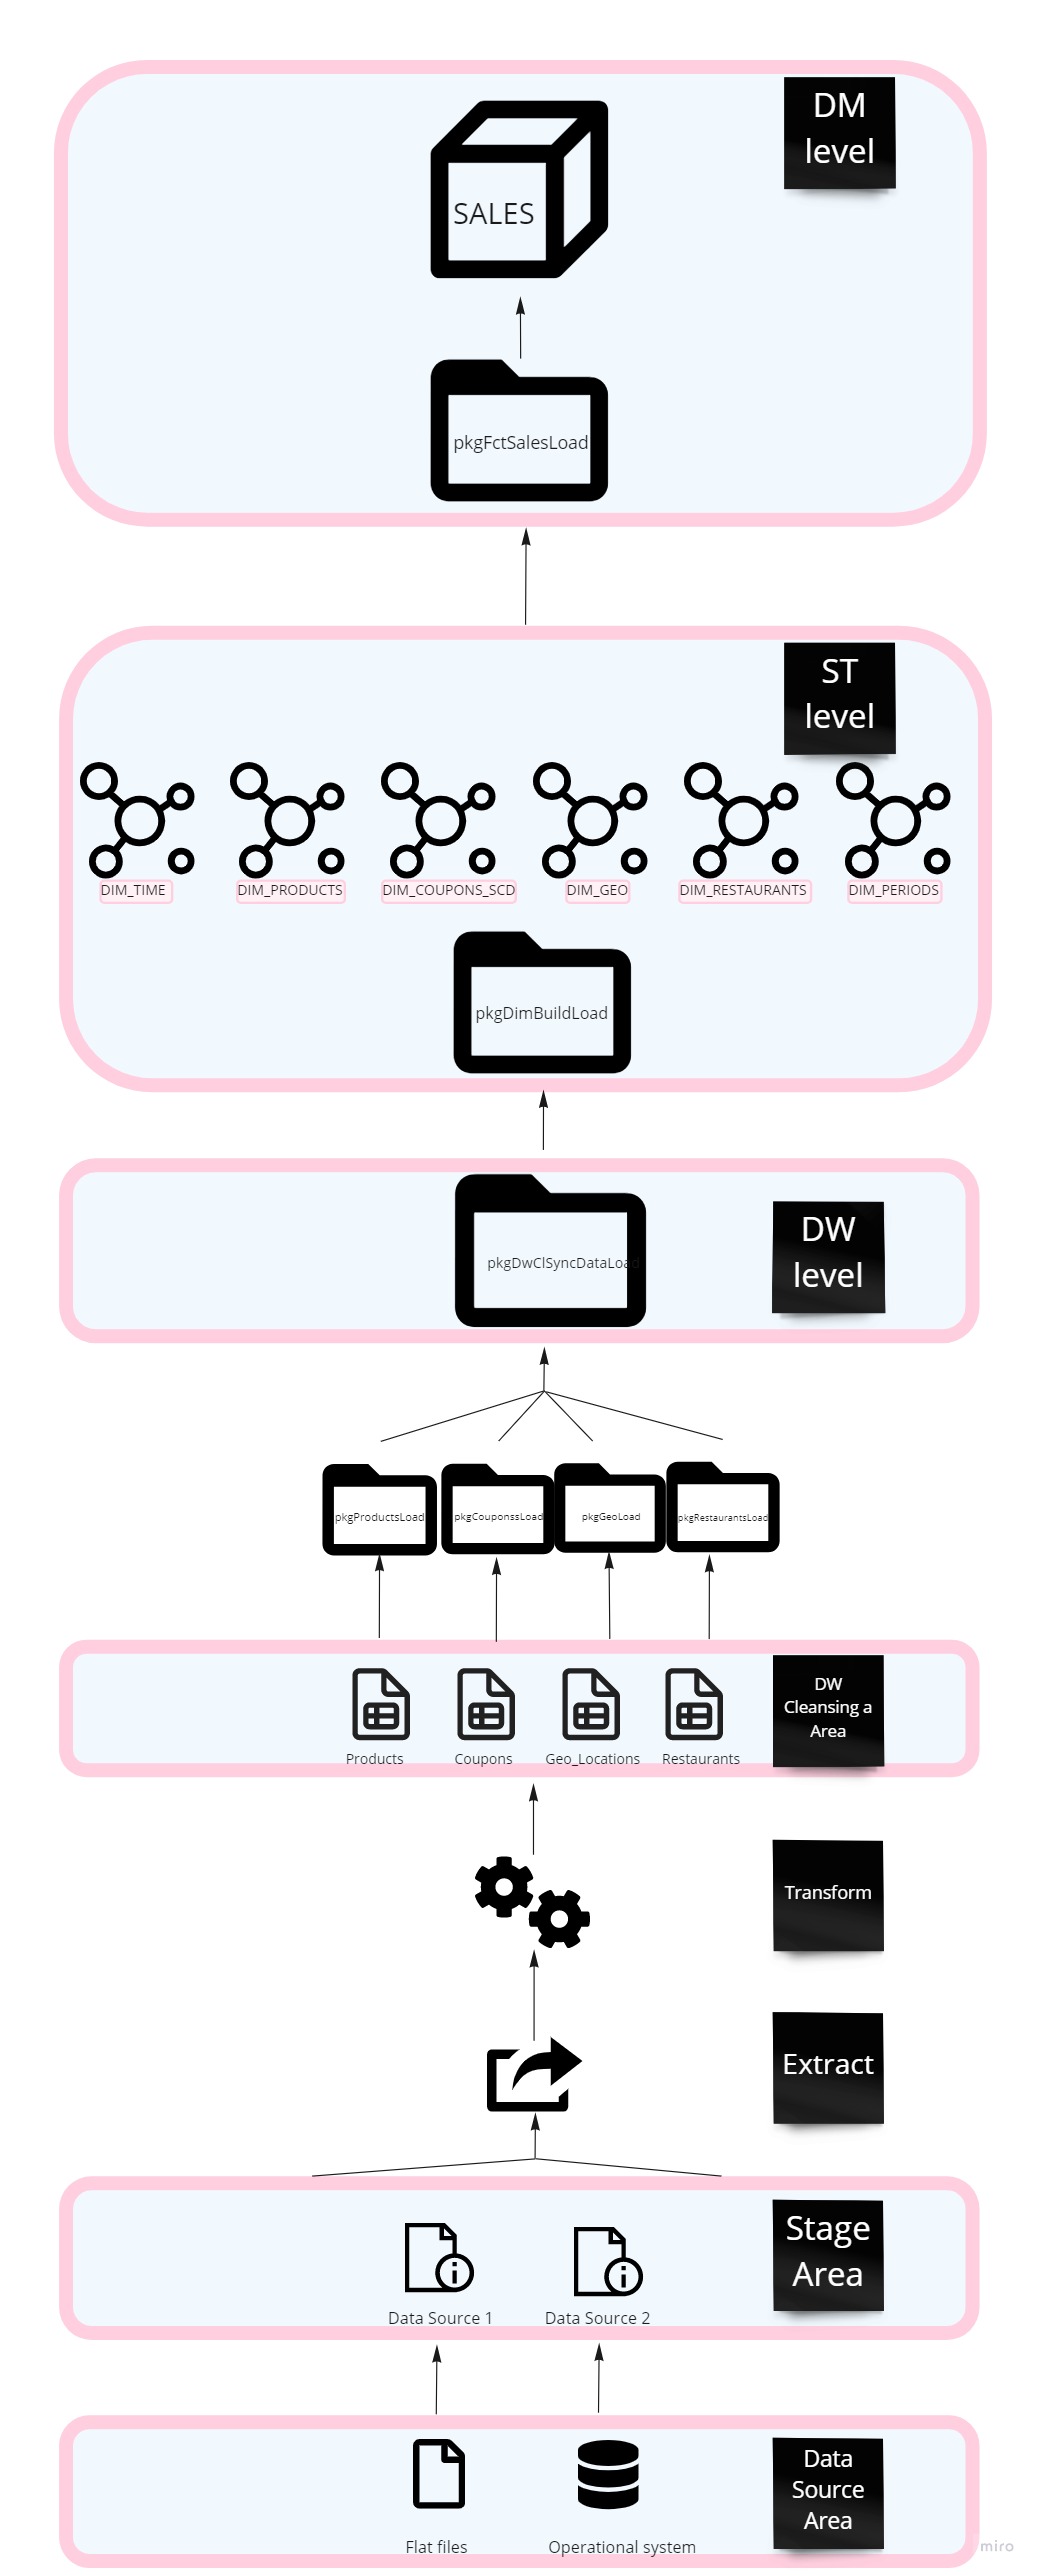 DM
level
SALES
pkgFctSalesLoad
ST
level
DIM_TIME
DIM_PRODUCTS
DIM_COUPONS_SCD
DIM_GEO
DIM_RESTAURANTS
DIM_PERIODS
pkgDimBuildLoad
DW
level
pkgDwClSyncDataLoad
pkgProductsLoad
pkgCouponssLoad
pkgGeoLoad
pkgRestaurantsLoad
DW
Cleansing a
Area
Products
Coupons
Geo_Locations
Restaurants
Transform
Extract
Stage
Area
Data Source 1
Data Source 2
Data
Source
Area
Flat files
Operational system
miro